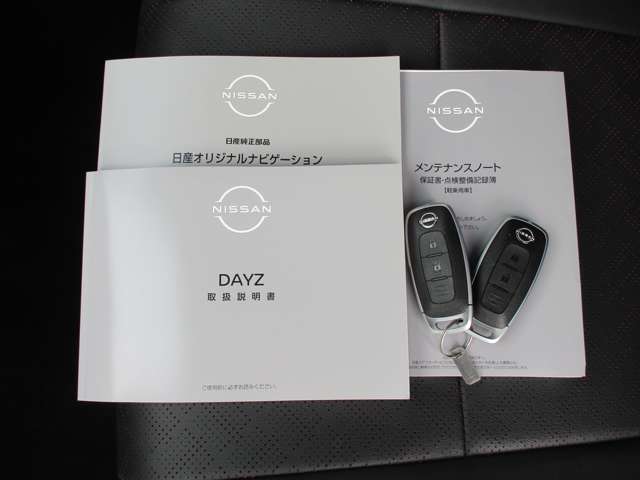 NISSAN
日産純正部品
日産オリジナルナビゲーション
NISSAN
DAYZ
取扱説明書
ご使用前に必ずお読みください。
NISSAN
メンテナンスノート
保証書・点検整備記録簿
【軽乗用車】